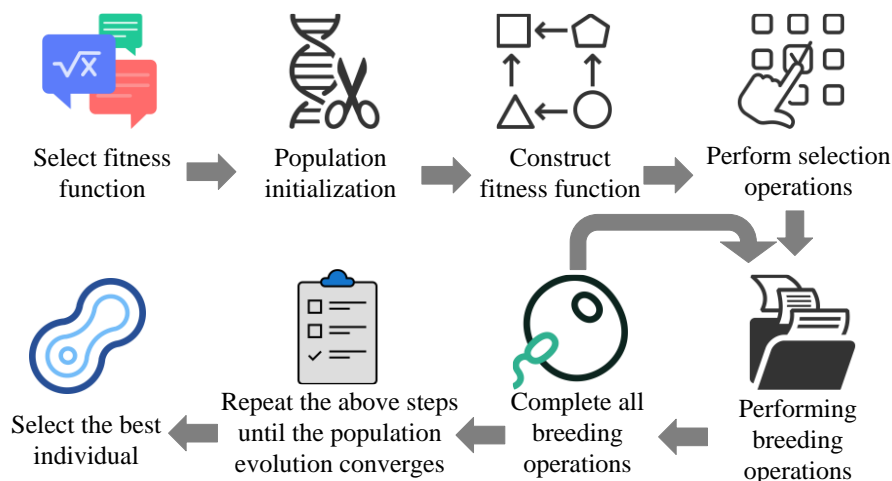 √x
Select fitness
function
Population
initialization
Construct
fitness function
Perform selection
operations
Select the best
individual
Repeat the above steps
until the population
evolution converges
Complete all
breeding
operations
Performing
breeding
operations